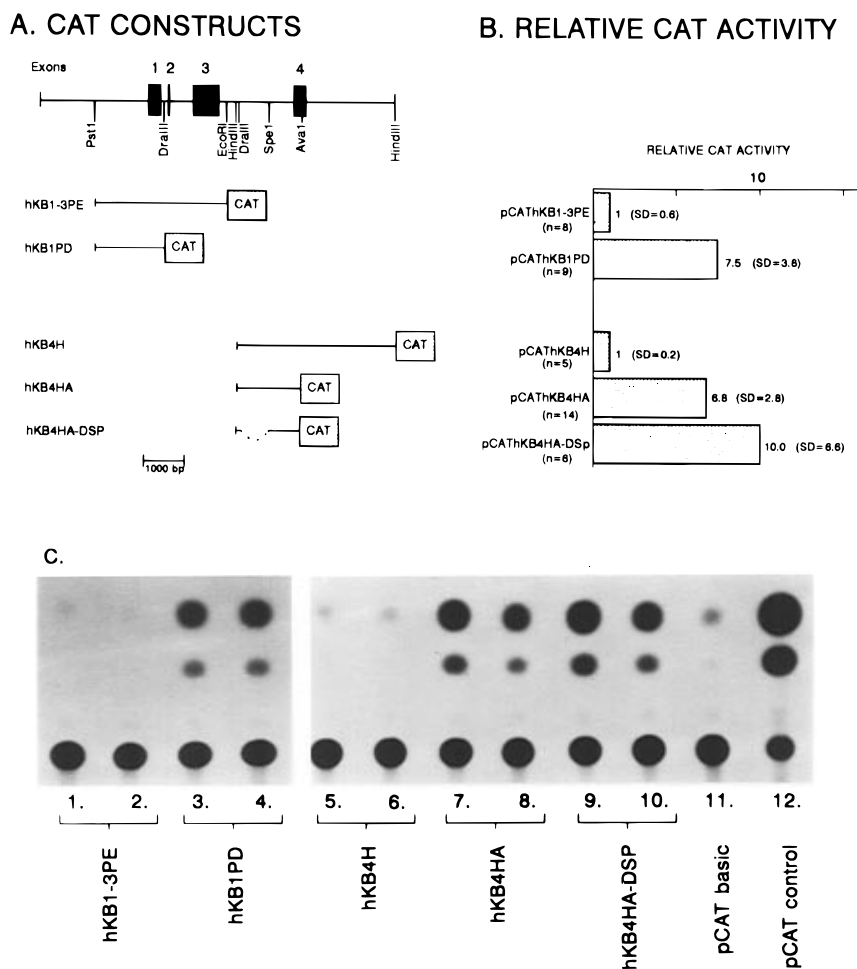 A. CAT CONSTRUCTS
Exons 1 2 3 4
Pst1 DraIII EcoRI HindIII DraIII Spe1 Ava1 HindIII
hKB1-3PE CAT
hKB1PD CAT
hKB4H CAT
hKB4HA CAT
hKB4HA-DSP CAT
1000 bp
B. RELATIVE CAT ACTIVITY
RELATIVE CAT ACTIVITY
10
pCAThKB1-3PE 1 (SD=0.6)
(n=8)
pCAThKB1PD 7.5 (SD=3.8)
(n=9)
pCAThKB4H 1 (SD=0.2)
(n=5)
pCAThKB4HA 6.8 (SD=2.8)
(n=14)
pCAThKB4HA-DSp 10.0 (SD=6.6)
(n=6)
C.
1. 2. 3. 4. 5. 6. 7. 8. 9. 10. 11. 12.
hKB1-3PE hKB1PD hKB4H hKB4HA hKB4HA-DSP pCAT basic pCAT control